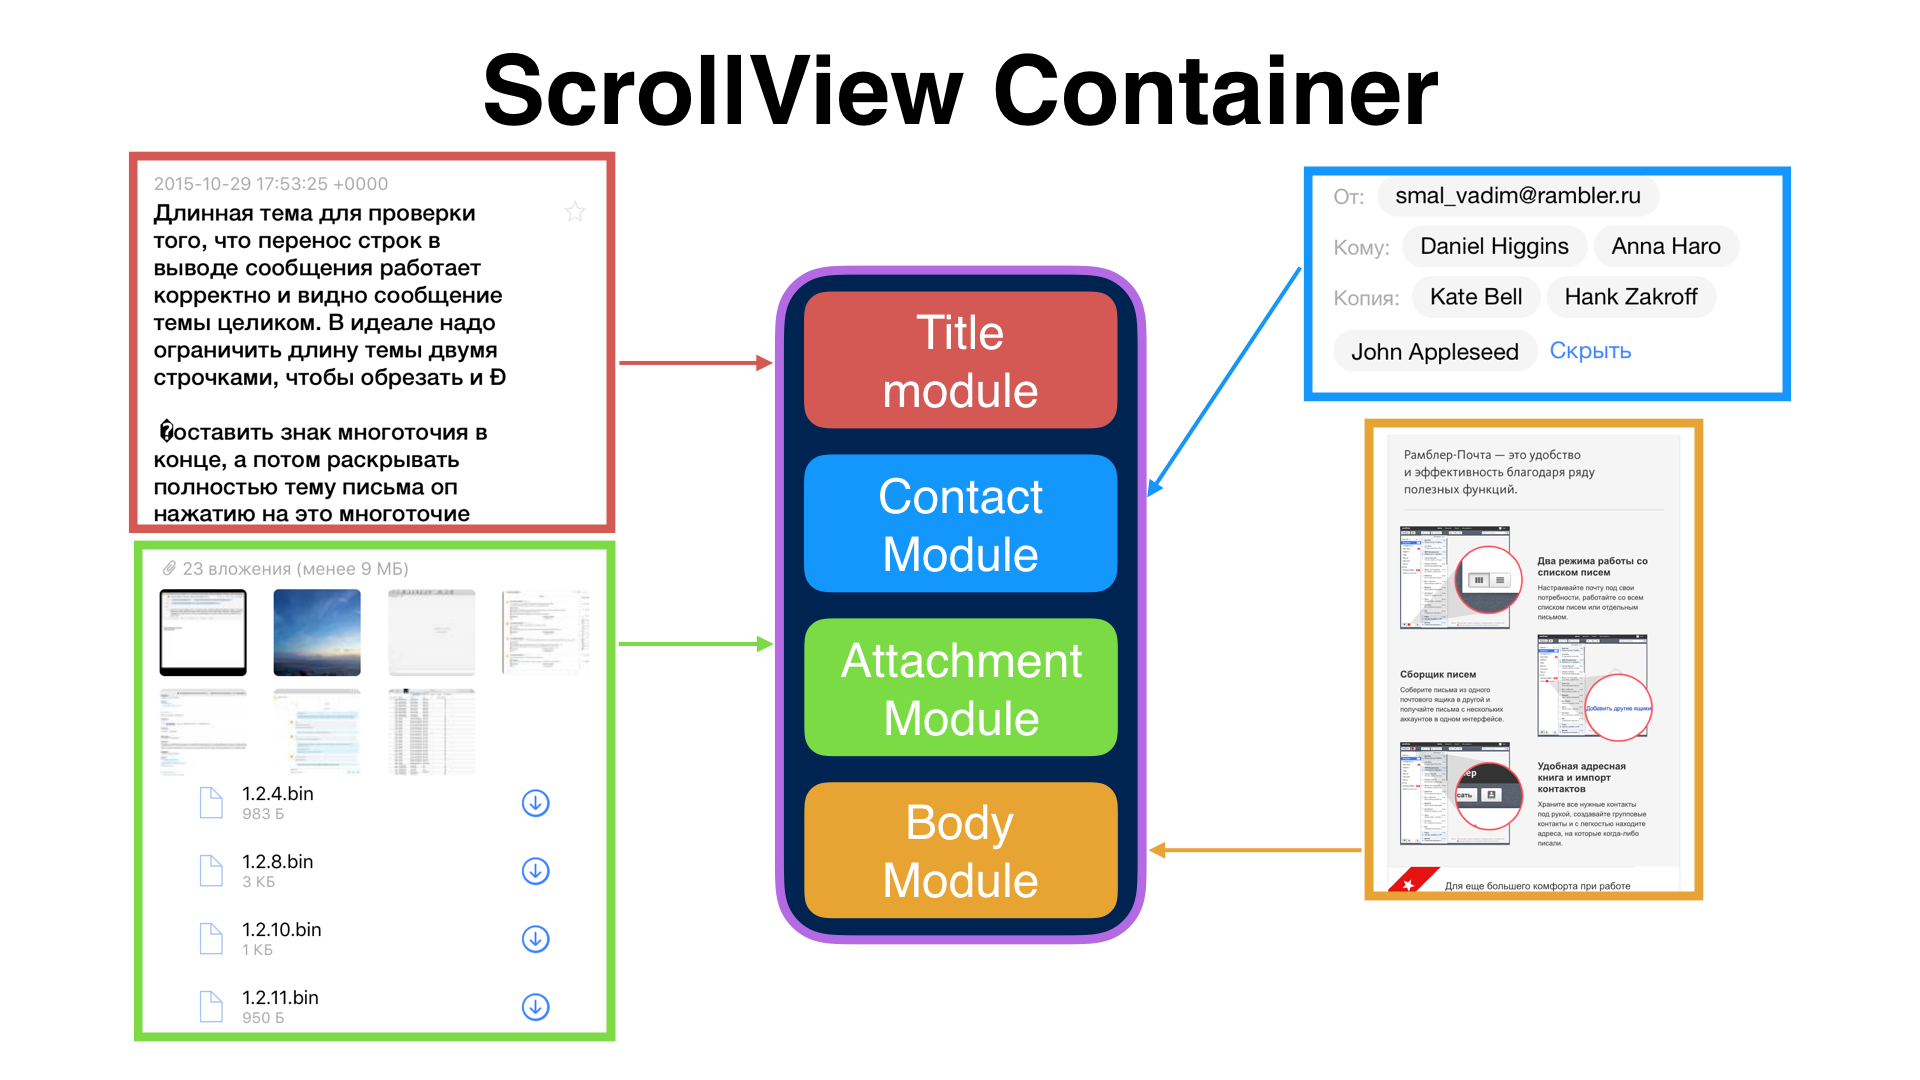 ScrollView Container
2015-10-29 17:53:25 +0000
Длинная тема для проверки
того, что перенос строк в
выводе сообщения работает
корректно и видно сообщение
темы целиком. В идеале надо
ограничить длину темы двумя
строчками, чтобы обрезать и Ð
�оставить знак многоточия в
конце, а потом раскрывать
полностью тему письма оп
нажатию на это многоточие
23 вложения (менее 9 МБ)
1.2.4.bin
983 Б
1.2.8.bin
3 КБ
1.2.10.bin
1 КБ
1.2.11.bin
950 Б
Title
module
Contact
Module
Attachment
Module
Body
Module
От: smal_vadim@rambler.ru
Кому: Daniel Higgins Anna Haro
Копия: Kate Bell Hank Zakroff
John Appleseed Скрыть
Рамблер-Почта — это удобство
и эффективность благодаря ряду
полезных функций.
Два режима работы со
списком писем
Настраивайте почту под свои
потребности, работайте со всем
списком писем или отдельным
письмом.
Сборщик писем
Соберите письма из одного
почтового ящика в другой и
получайте письма с нескольких
аккаунтов в одном интерфейсе.
Добавить другие ящики
Удобная адресная
книга и импорт
контактов
Храните все нужные контакты
под рукой, создавайте групповые
контакты и с легкостью находите
адреса, на которые когда-либо
писали.
ер
сать
Для еще большего комфорта при работе